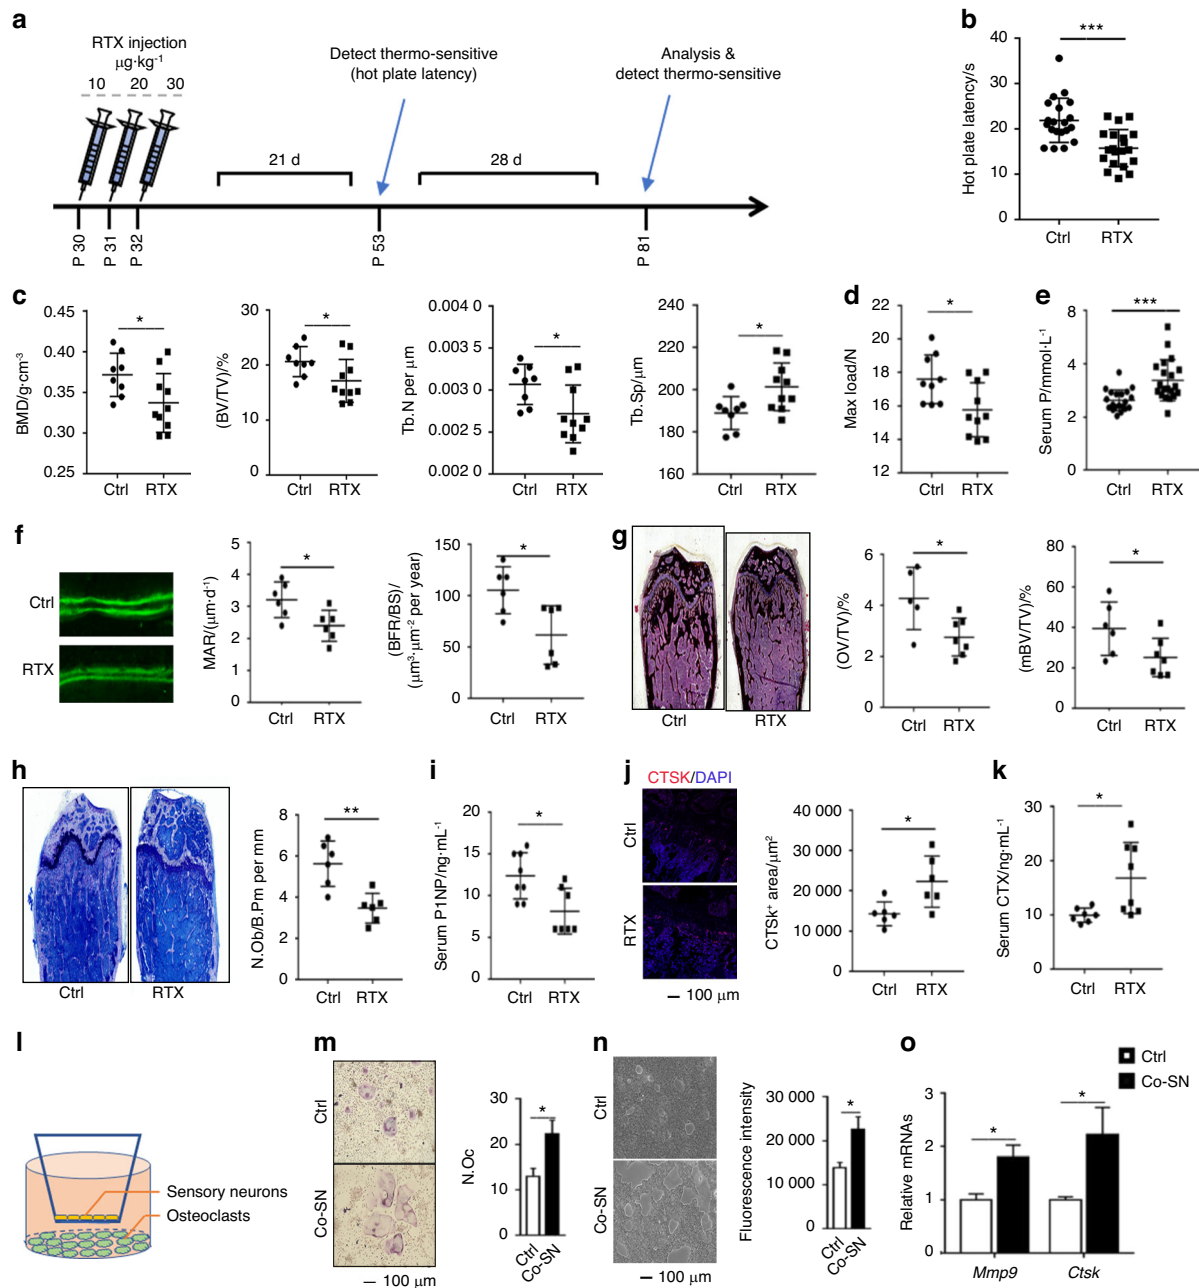 a
RTX injection
μg·kg⁻¹
10 20 30
Detect thermo-sensitive
(hot plate latency)
Analysis &
detect thermo-sensitive
21 d
28 d
P 30
P 31
P 32
P 53
P 81
b
***
Hot plate latency/s
40
30
20
10
0
Ctrl RTX
c
*
BMD/g·cm⁻³
0.45
0.40
0.35
0.30
0.25
Ctrl RTX
*
(BV/TV)/%
30
20
10
0
Ctrl RTX
*
Tb.N per μm
0.004 0
0.003 5
0.003 0
0.002 5
0.002 0
Ctrl RTX
*
Tb.Sp/μm
240
220
200
180
160
Ctrl RTX
d
*
Max load/N
22
20
18
16
14
12
Ctrl RTX
e
***
Serum P/mmol·L⁻¹
8
4
2
0
Ctrl RTX
f
Ctrl
RTX
*
MAR/(μm·d⁻¹)
5
4
3
2
1
0
Ctrl RTX
*
(BFR/BS)/
(μm³·μm⁻² per year)
150
100
50
0
Ctrl RTX
g
Ctrl RTX
*
(OV/TV)/%
6
4
2
0
Ctrl RTX
*
(mBV/TV)/%
80
60
40
20
0
Ctrl RTX
h
Ctrl RTX
**
N.Ob/B.Pm per mm
8
6
4
2
0
Ctrl RTX
i
*
Serum P1NP/ng·mL⁻¹
20
15
10
5
0
Ctrl RTX
j
CTSK/DAPI
Ctrl
RTX
100 μm
*
CTSk⁺ area/μm²
40 000
30 000
20 000
10 000
0
Ctrl RTX
k
*
Serum CTX/ng·mL⁻¹
30
20
10
0
Ctrl RTX
l
Sensory neurons
Osteoclasts
m
Ctrl
Co-SN
100 μm
*
N.Oc
30
20
10
0
Ctrl
Co-SN
n
Ctrl
Co-SN
100 μm
*
Fluorescence intensity
30 000
20 000
10 000
0
Ctrl
Co-SN
o
Ctrl
Co-SN
* *
Relative mRNAs
3
2
1
0
Mmp9 Ctsk